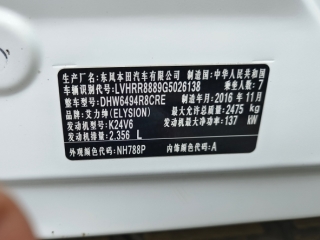 生产厂名：东风本田汽车有限公司 制造国：中华人民共和国
车辆识别代号：LVHRR8889G5026138 乘坐人数：7
整车型号：DHW6494R8CRE 制造年月：2016 年 11月
品牌：艾力绅(ELYSION) 最大允许总质量：2475 kg
发动机型号：K24V6 发动机最大净功率：137 kW
发动机排量：2.356 L
外观颜色代码：NH788P 内饰颜色代码：A